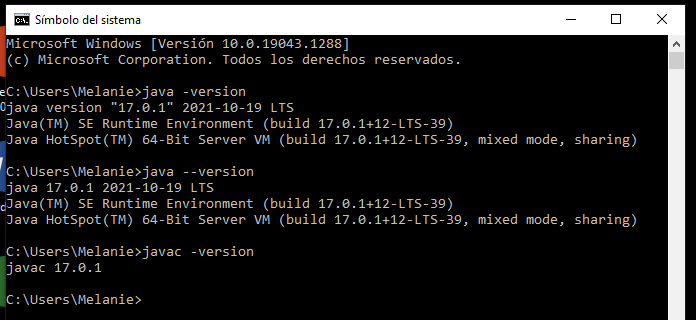 Símbolo del sistema
Microsoft Windows [Versión 10.0.19043.1288]
(c) Microsoft Corporation. Todos los derechos reservados.
C:\Users\Melanie>java -version
java version "17.0.1" 2021-10-19 LTS
Java(TM) SE Runtime Environment (build 17.0.1+12-LTS-39)
Java HotSpot(TM) 64-Bit Server VM (build 17.0.1+12-LTS-39, mixed mode, sharing)
C:\Users\Melanie>java --version
java 17.0.1 2021-10-19 LTS
Java(TM) SE Runtime Environment (build 17.0.1+12-LTS-39)
Java HotSpot(TM) 64-Bit Server VM (build 17.0.1+12-LTS-39, mixed mode, sharing)
C:\Users\Melanie>javac -version
javac 17.0.1
C:\Users\Melanie>